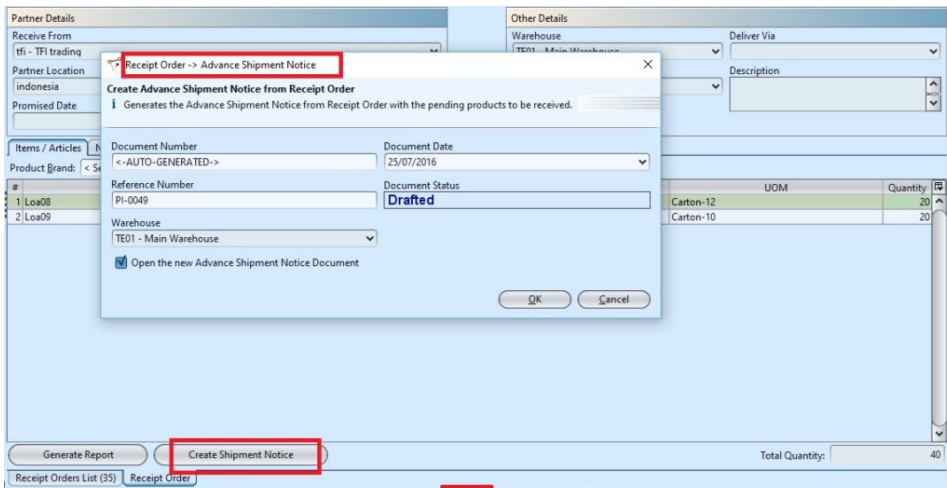 Partner Details
Other Details
Receive From
Warehouse
Deliver Via
tfi - TFI trading
TE01 - Main Warehouse
Receipt Order -> Advance Shipment Notice
Partner Location
Description
indonesia
Create Advance Shipment Notice from Receipt Order
Generates the Advance Shipment Notice from Receipt Order with the pending products to be received.
Promised Date
Items / Articles
Document Number
Document Date
<-AUTO-GENERATED->
25/07/2016
Product Brand:
Reference Number
Document Status
PI-0049
Drafted
# UOM Quantity
1 Loa08 Carton-12 20
2 Loa09 Carton-10 20
Warehouse
TE01 - Main Warehouse
Open the new Advance Shipment Notice Document
OK
Cancel
Generate Report
Create Shipment Notice
Total Quantity: 40
Receipt Orders List (35)
Receipt Order